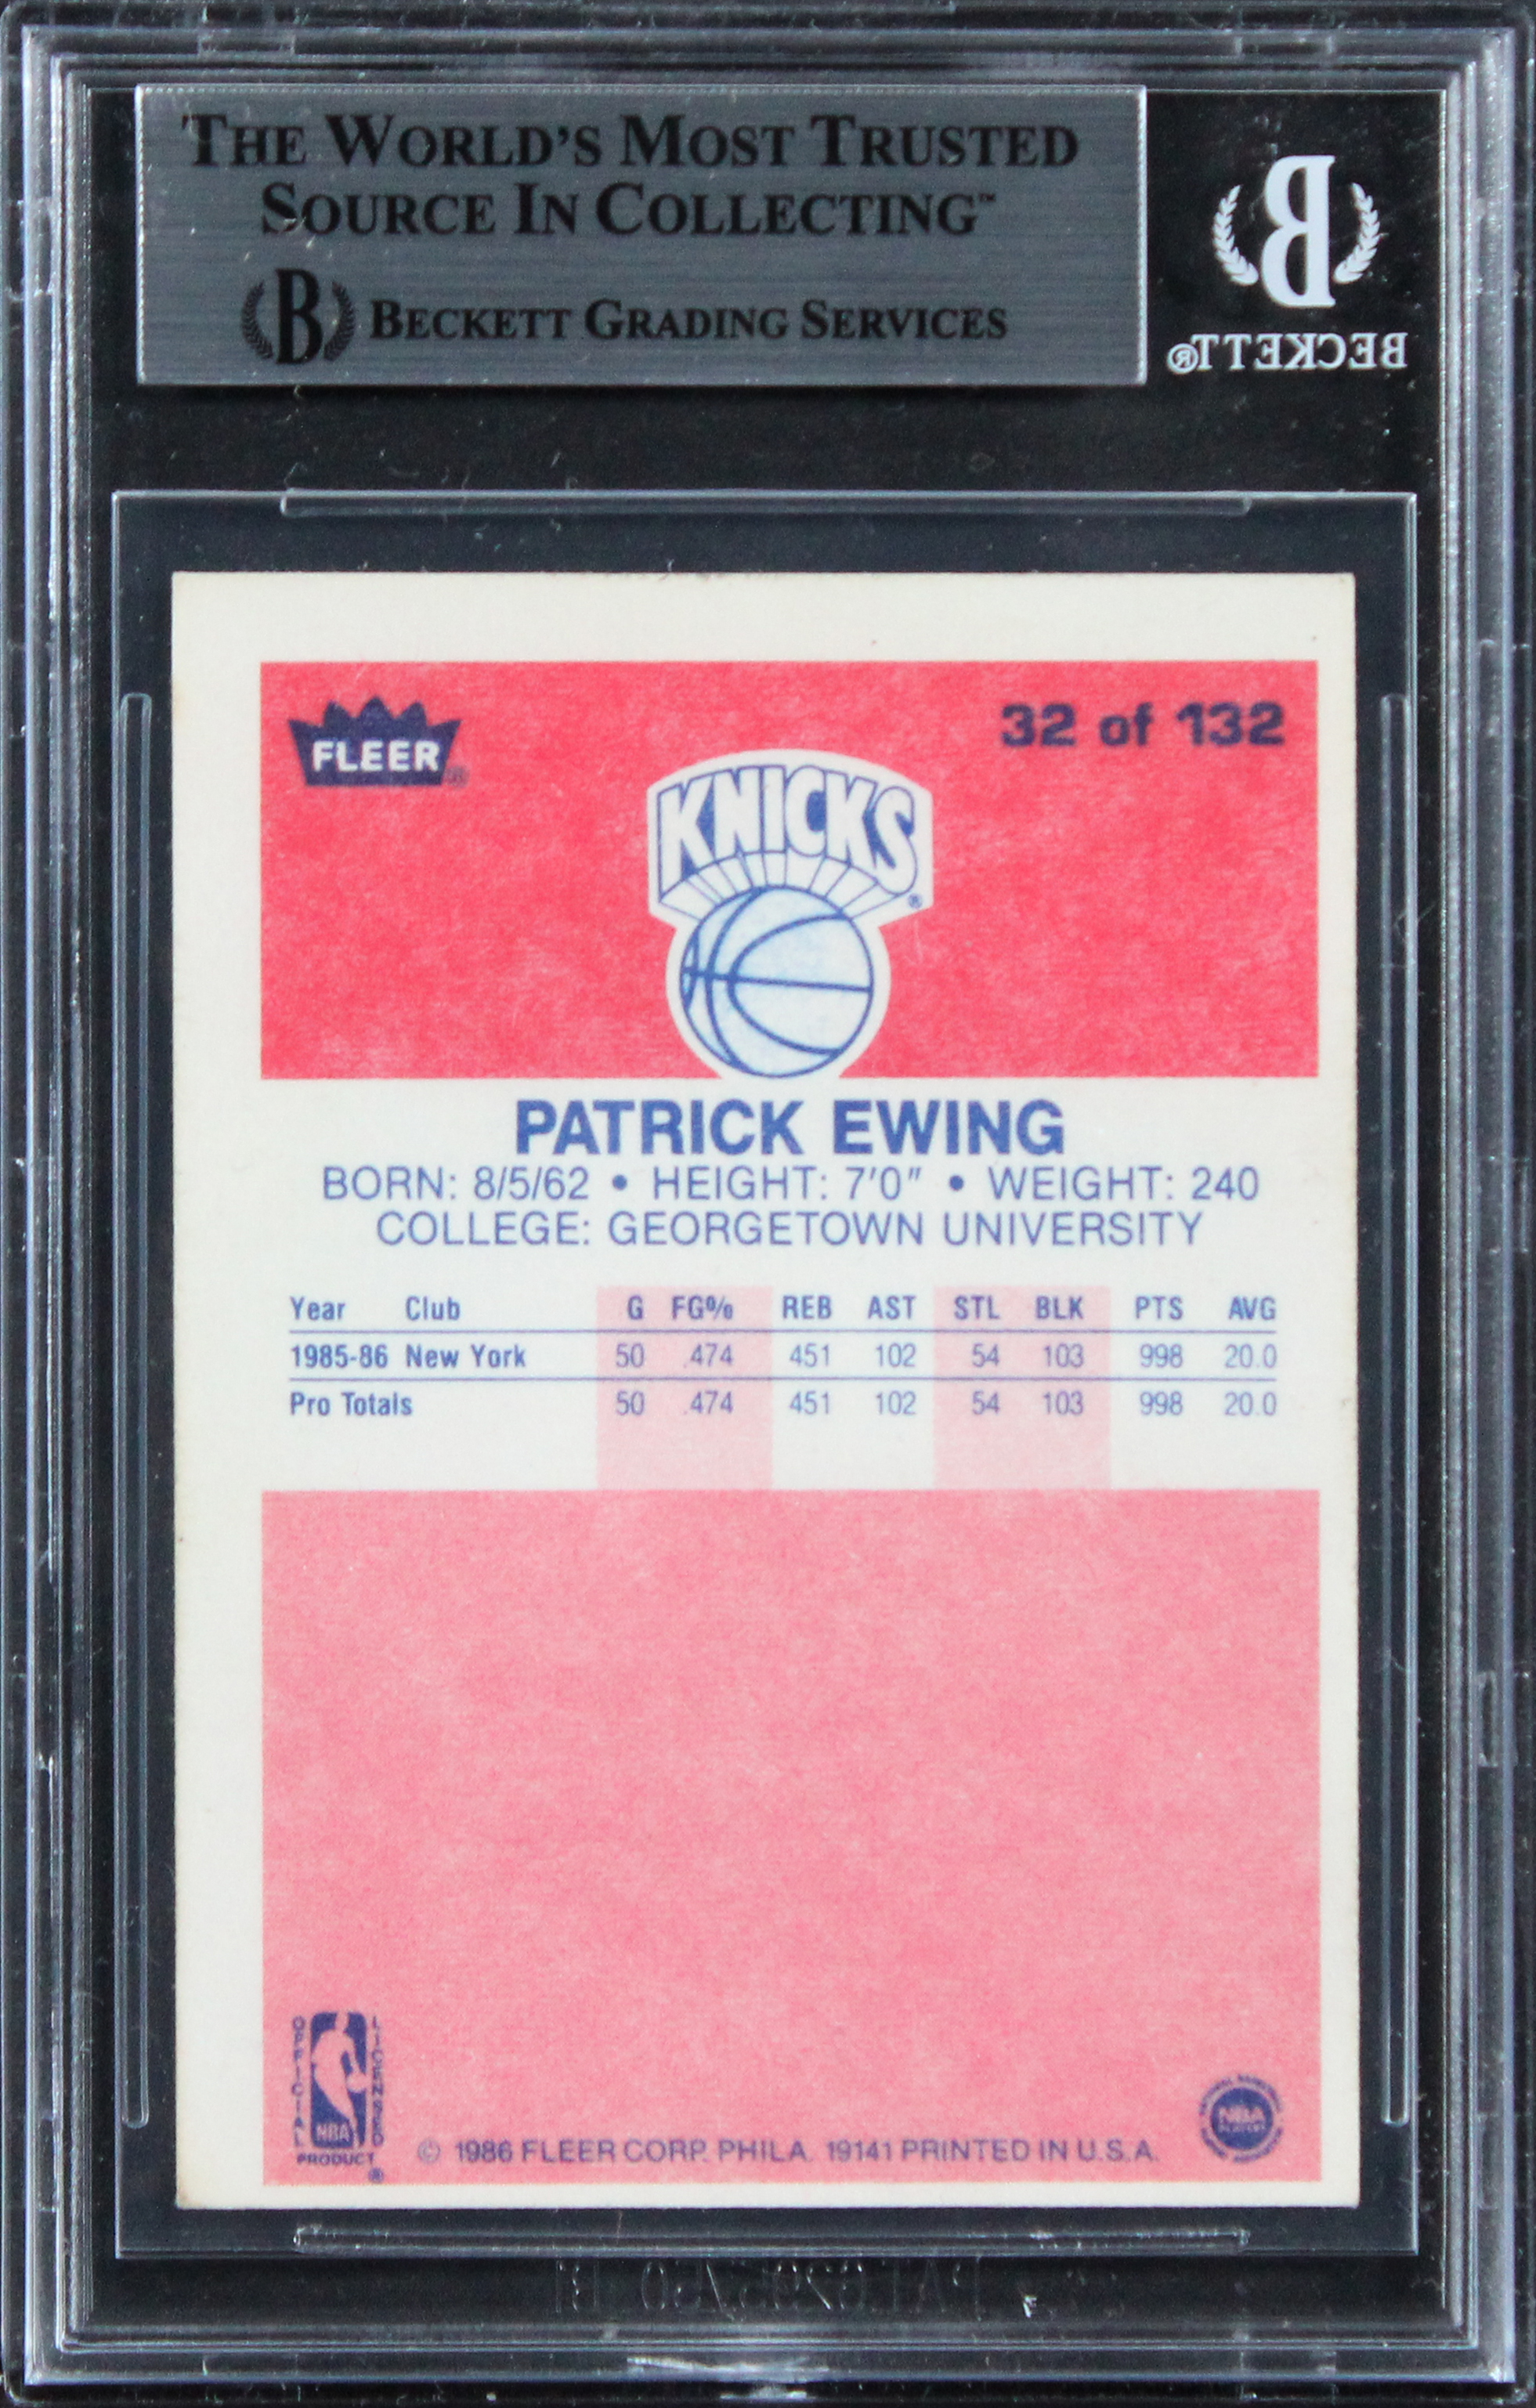 THE WORLD'S MOST TRUSTED
SOURCE IN COLLECTING™
B BECKETT GRADING SERVICES
B
BECKETT®
FLEER®
32 of 132
KNICKS®
PATRICK EWING
BORN: 8/5/62 • HEIGHT: 7'0" • WEIGHT: 240
COLLEGE: GEORGETOWN UNIVERSITY
Year Club G FG% REB AST STL BLK PTS AVG
1985-86 New York 50 .474 451 102 54 103 998 20.0
Pro Totals 50 .474 451 102 54 103 998 20.0
OFFICIAL LICENSED
NBA
PRODUCT®
© 1986 FLEER CORP. PHILA. 19141 PRINTED IN U.S.A.